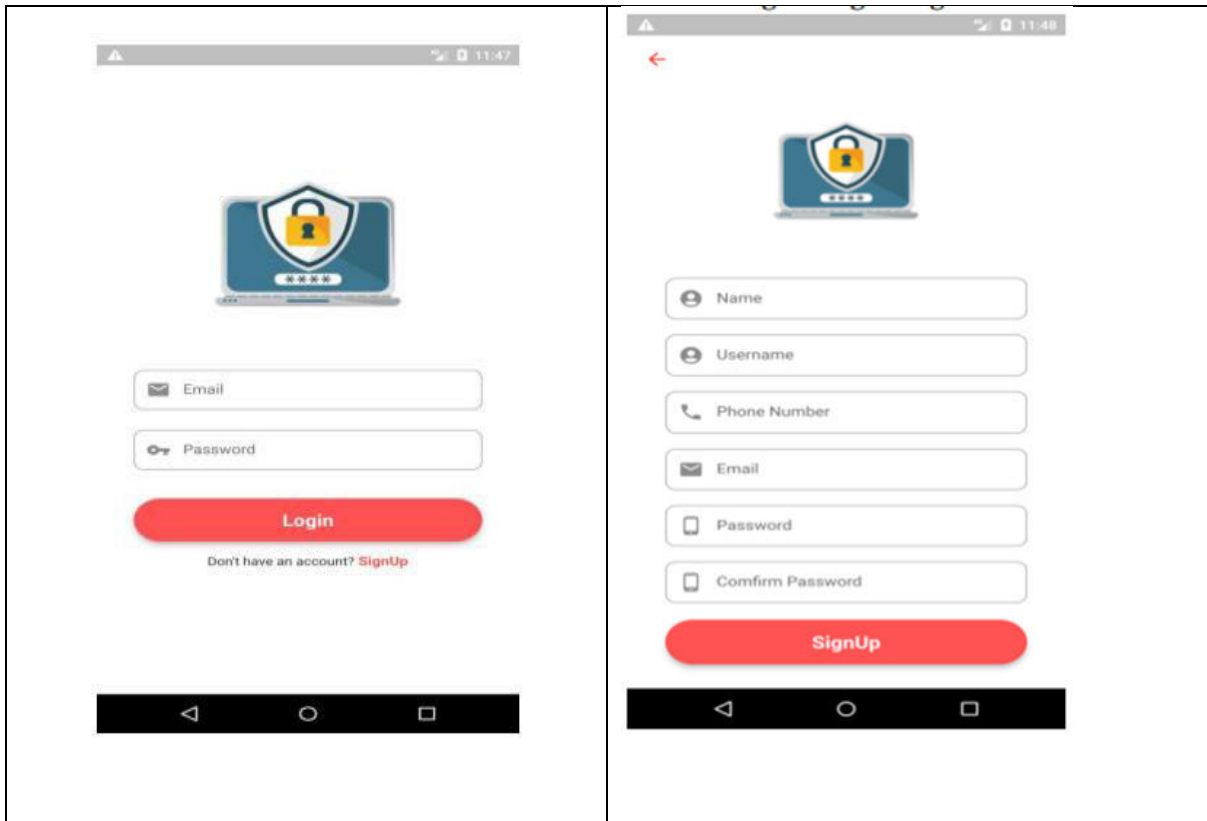 11:47
****
Email
Password
Login
Don't have an account? SignUp
11:48
****
Name
Username
Phone Number
Email
Password
Comfirm Password
SignUp